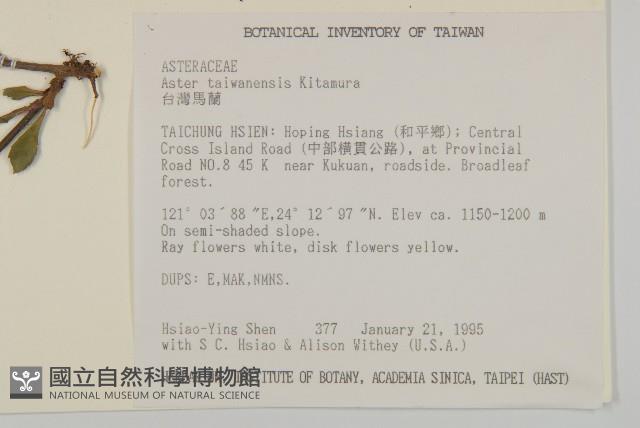 BOTANICAL INVENTORY OF TAIWAN
ASTERACEAE
Aster taiwanensis Kitamura
台灣馬蘭
TAICHUNG HSIEN: Hoping Hsiang (和平鄉); Central
Cross Island Road (中部橫貫公路), at Provincial
Road NO.8 45 K near Kukuan, roadside. Broadleaf
forest.
121° 03´88 ″E,24° 12´97 ″N. Elev ca. 1150-1200 m
On semi-shaded slope.
Ray flowers white, disk flowers yellow.
DUPS: E,MAK,NMNS.
Hsiao-Ying Shen 377 January 21, 1995
with S C. Hsiao & Alison Withey (U.S.A.)
OF BOTANY, ACADEMIA SINICA, TAIPEI (HAST)
國立自然科學博物館
NATIONAL MUSEUM OF NATURAL SCIENCE